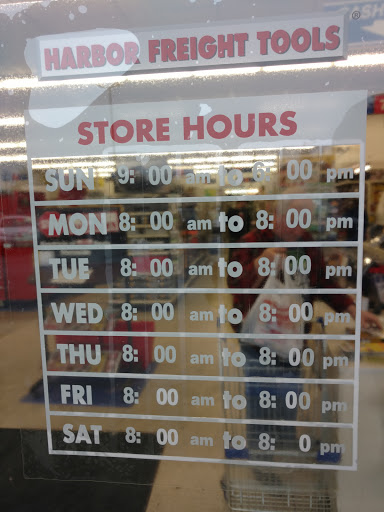 HARBOR FREIGHT TOOLS ®
CASH
STORE HOURS
SUN 9: 00 am to 6: 00 pm
MON 8: 00 am to 8: 00 pm
TUE 8: 00 am to 8: 00 pm
WED 8: 00 am to 8: 00 pm
THU 8: 00 am to 8: 00 pm
FRI 8: 00 am to 8: 00 pm
SAT 8: 00 am to 8: 0 pm